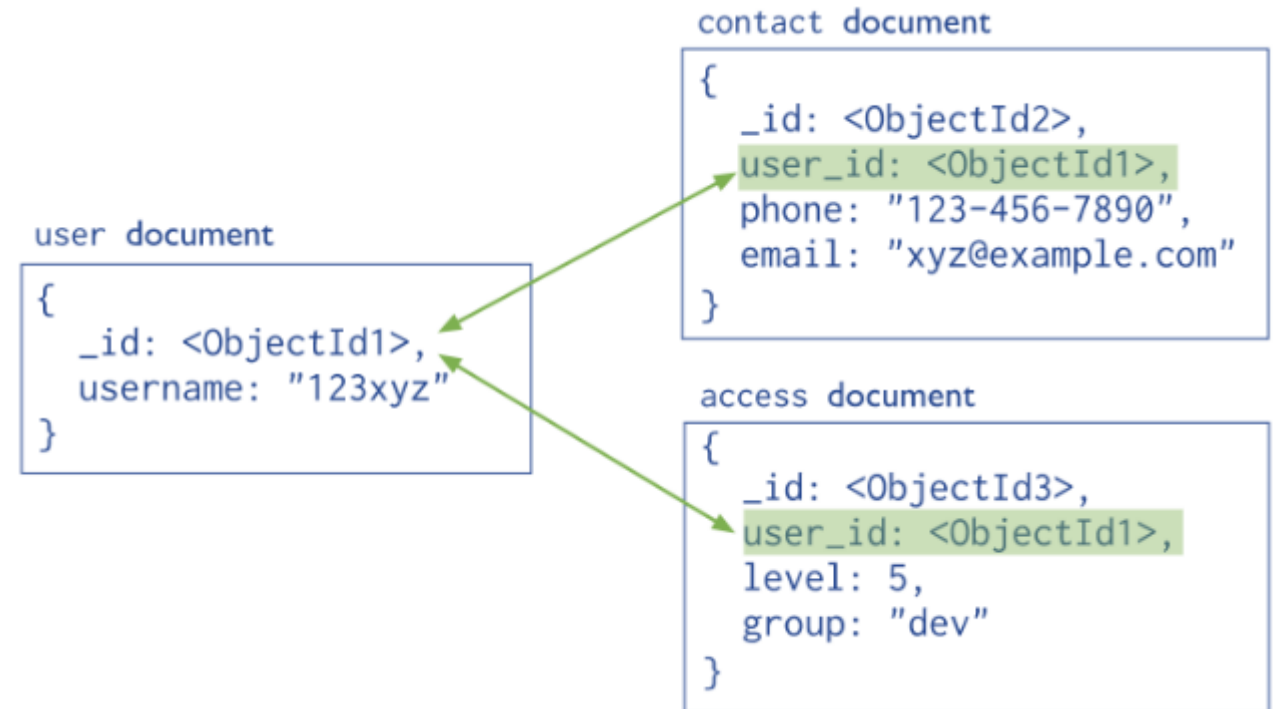 user document
{
_id: <ObjectId1>,
username: "123xyz"
}
contact document
{
_id: <ObjectId2>,
user_id: <ObjectId1>,
phone: "123-456-7890",
email: "xyz@example.com"
}
access document
{
_id: <ObjectId3>,
user_id: <ObjectId1>,
level: 5,
group: "dev"
}